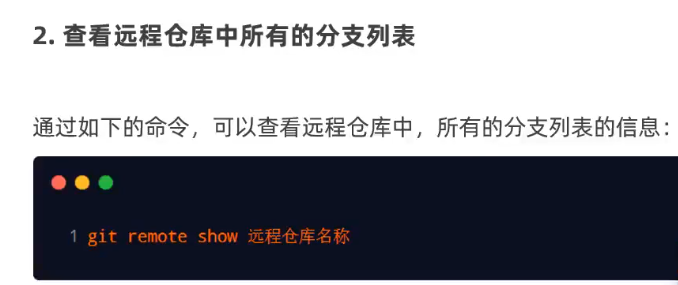 2. 查看远程仓库中所有的分支列表
通过如下的命令，可以查看远程仓库中，所有的分支列表的信息：
1 git remote show 远程仓库名称